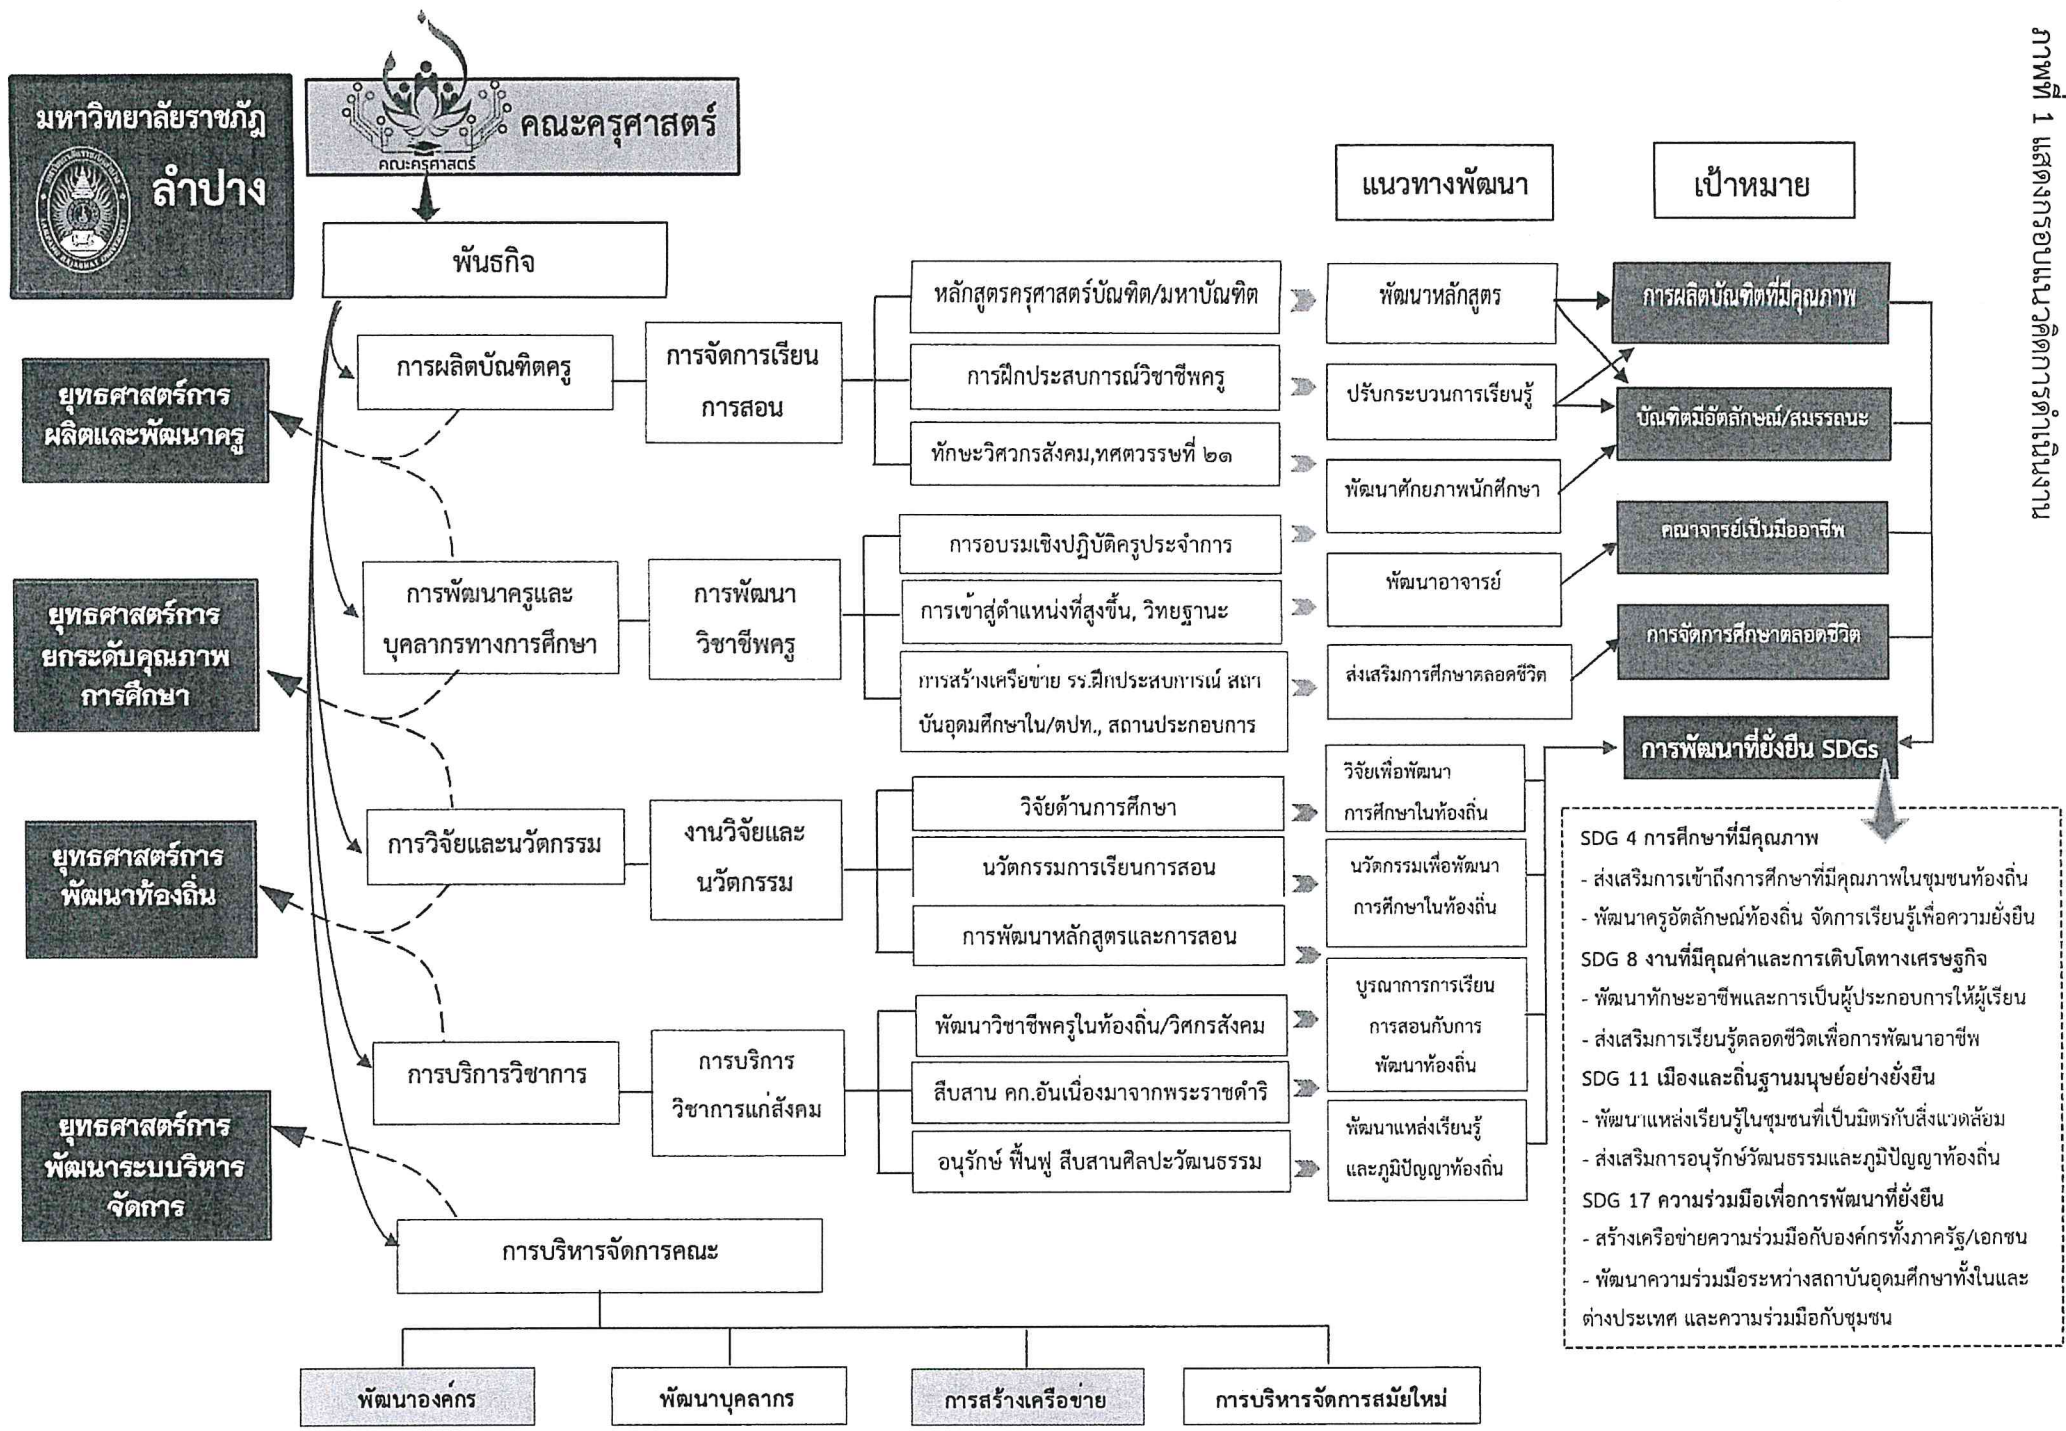 ภาพที่ 1 แสดงกรอบแนวคิดการดำเนินงาน
มหาวิทยาลัยราชภัฏ
ลำปาง
คณะครุศาสตร์
คณะครุศาสตร์
พันธกิจ
แนวทางพัฒนา
เป้าหมาย
ยุทธศาสตร์การ
ผลิตและพัฒนาครู
ยุทธศาสตร์การ
ยกระดับคุณภาพ
การศึกษา
ยุทธศาสตร์การ
พัฒนาท้องถิ่น
ยุทธศาสตร์การ
พัฒนาระบบบริหาร
จัดการ
การผลิตบัณฑิตครู
การจัดการเรียน
การสอน
หลักสูตรครุศาสตร์บัณฑิต/มหาบัณฑิต
การฝึกประสบการณ์วิชาชีพครู
ทักษะวิศวกรสังคม,ทศตวรรษที่ ๒๑
การพัฒนาครูและ
บุคลากรทางการศึกษา
การพัฒนา
วิชาชีพครู
การอบรมเชิงปฏิบัติครูประจำการ
การเข้าสู่ตำแหน่งที่สูงขึ้น, วิทยฐานะ
การสร้างเครือข่าย รร.ฝึกประสบการณ์ สถา
บันอุดมศึกษาใน/ตปท., สถานประกอบการ
การวิจัยและนวัตกรรม
งานวิจัยและ
นวัตกรรม
วิจัยด้านการศึกษา
นวัตกรรมการเรียนการสอน
การพัฒนาหลักสูตรและการสอน
การบริการวิชาการ
การบริการ
วิชาการแก่สังคม
พัฒนาวิชาชีพครูในท้องถิ่น/วิศกรสังคม
สืบสาน คก.อันเนื่องมาจากพระราชดำริ
อนุรักษ์ ฟื้นฟู สืบสานศิลปะวัฒนธรรม
การบริหารจัดการคณะ
พัฒนาองค์กร
พัฒนาบุคลากร
การสร้างเครือข่าย
การบริหารจัดการสมัยใหม่
พัฒนาหลักสูตร
ปรับกระบวนการเรียนรู้
พัฒนาศักยภาพนักศึกษา
พัฒนาอาจารย์
ส่งเสริมการศึกษาตลอดชีวิต
วิจัยเพื่อพัฒนา
การศึกษาในท้องถิ่น
นวัตกรรมเพื่อพัฒนา
การศึกษาในท้องถิ่น
บูรณาการการเรียน
การสอนกับการ
พัฒนาท้องถิ่น
พัฒนาแหล่งเรียนรู้
และภูมิปัญญาท้องถิ่น
การผลิตบัณฑิตที่มีคุณภาพ
บัณฑิตมีอัตลักษณ์/สมรรถนะ
คณาจารย์เป็นมืออาชีพ
การจัดการศึกษาตลอดชีวิต
การพัฒนาที่ยั่งยืน SDGs
SDG 4 การศึกษาที่มีคุณภาพ
- ส่งเสริมการเข้าถึงการศึกษาที่มีคุณภาพในชุมชนท้องถิ่น
- พัฒนาครูอัตลักษณ์ท้องถิ่น จัดการเรียนรู้เพื่อความยั่งยืน
SDG 8 งานที่มีคุณค่าและการเติบโตทางเศรษฐกิจ
- พัฒนาทักษะอาชีพและการเป็นผู้ประกอบการให้ผู้เรียน
- ส่งเสริมการเรียนรู้ตลอดชีวิตเพื่อการพัฒนาอาชีพ
SDG 11 เมืองและถิ่นฐานมนุษย์อย่างยั่งยืน
- พัฒนาแหล่งเรียนรู้ในชุมชนที่เป็นมิตรกับสิ่งแวดล้อม
- ส่งเสริมการอนุรักษ์วัฒนธรรมและภูมิปัญญาท้องถิ่น
SDG 17 ความร่วมมือเพื่อการพัฒนาที่ยั่งยืน
- สร้างเครือข่ายความร่วมมือกับองค์กรทั้งภาครัฐ/เอกชน
- พัฒนาความร่วมมือระหว่างสถาบันอุดมศึกษาทั้งในและ
ต่างประเทศ และความร่วมมือกับชุมชน